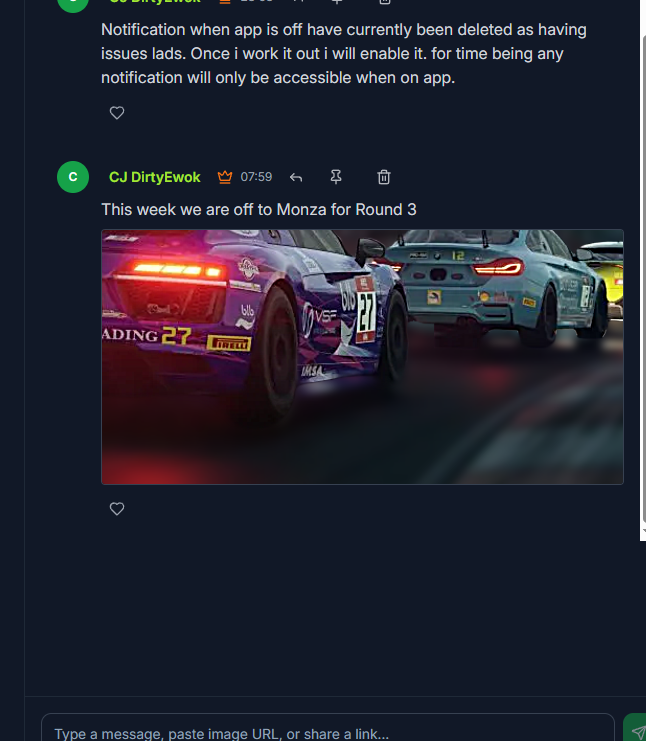 Notification when app is off have currently been deleted as having
issues lads. Once i work it out i will enable it. for time being any
notification will only be accessible when on app.
C
CJ DirtyEwok
07:59
This week we are off to Monza for Round 3
12
27
VSF
ADING 27
PIRELLI
IMSA
Type a message, paste image URL, or share a link...